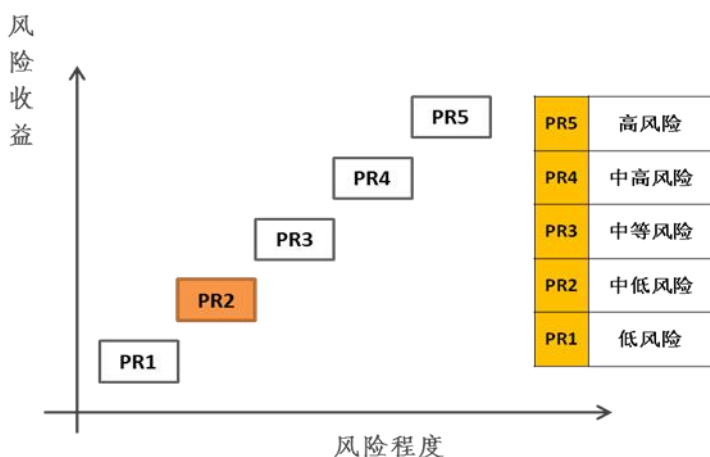 风
险
收
益
PR5
PR4
PR3
PR2
PR1
风险程度
PR5 高风险
PR4 中高风险
PR3 中等风险
PR2 中低风险
PR1 低风险